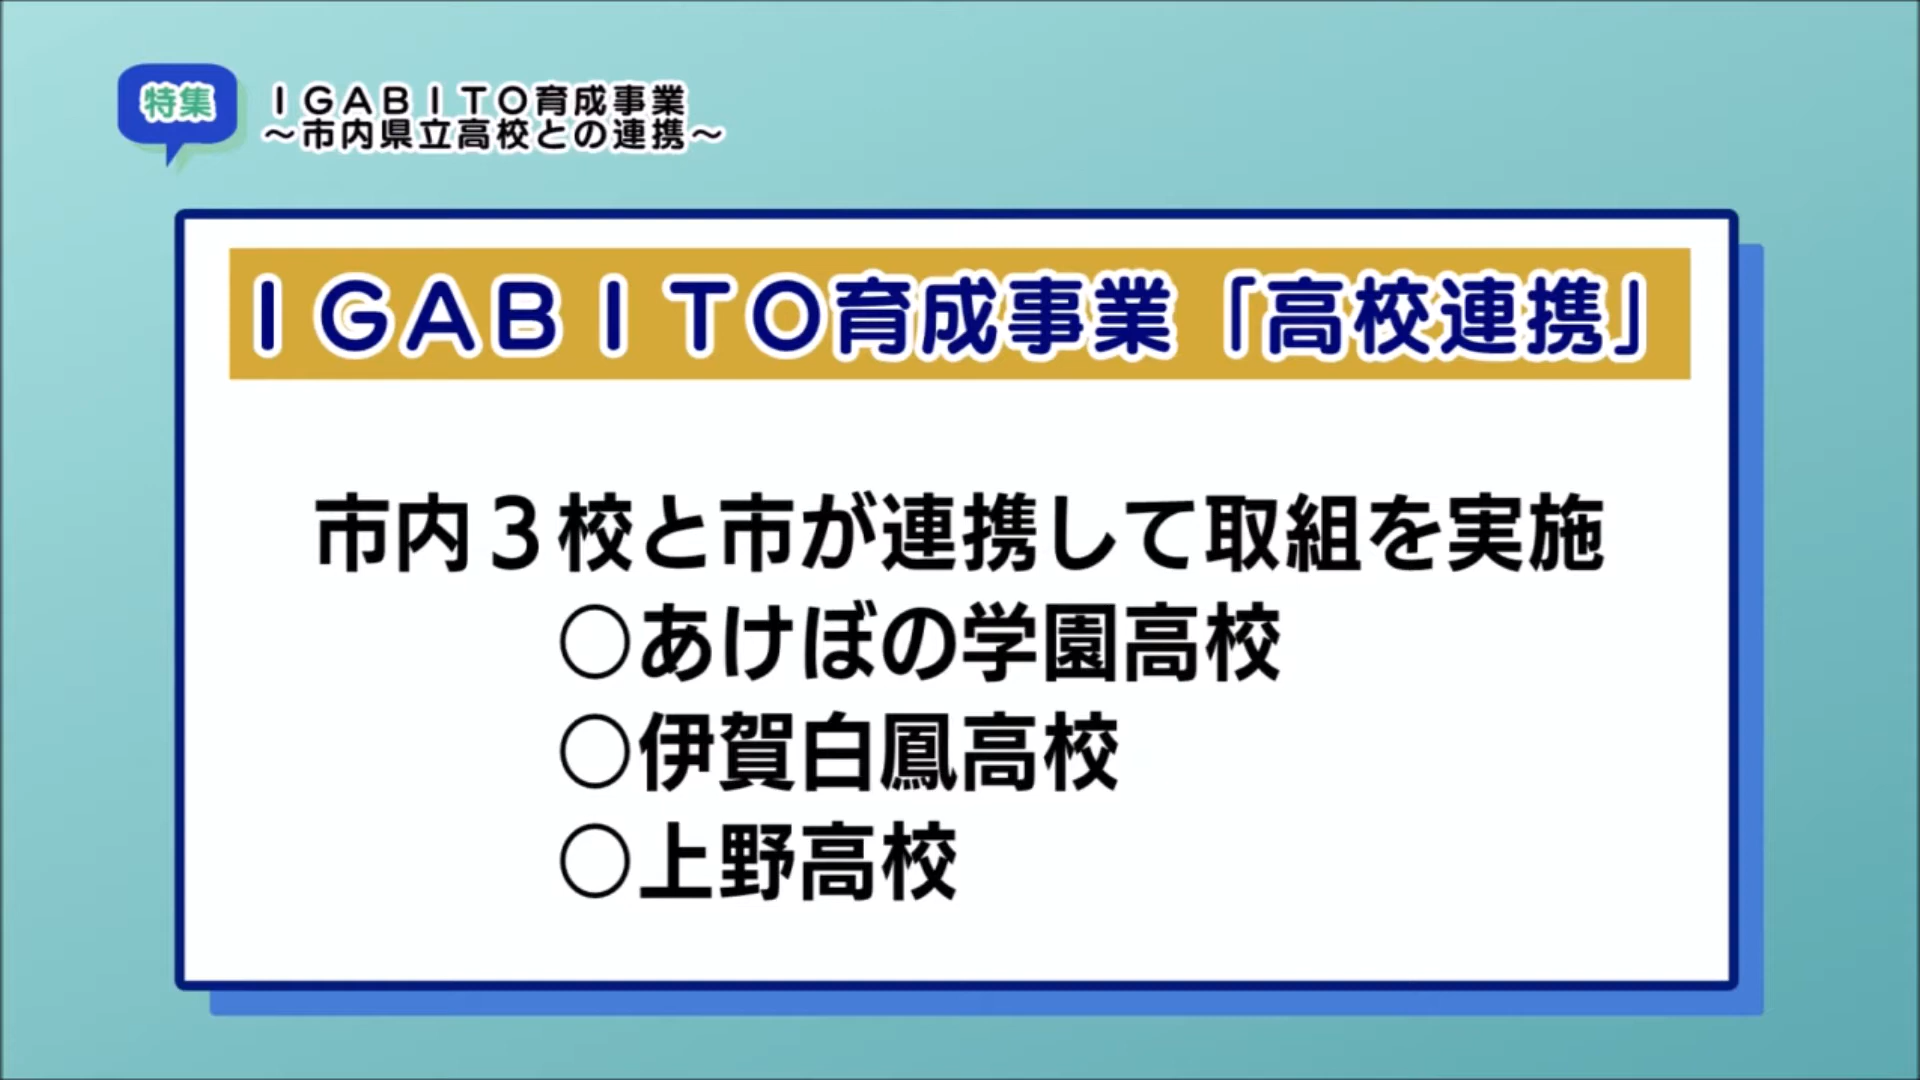 特集
ＩＧＡＢＩＴＯ育成事業
～市内県立高校との連携～
ＩＧＡＢＩＴＯ育成事業「高校連携」
市内３校と市が連携して取組を実施
○あけぼの学園高校
○伊賀白鳳高校
○上野高校